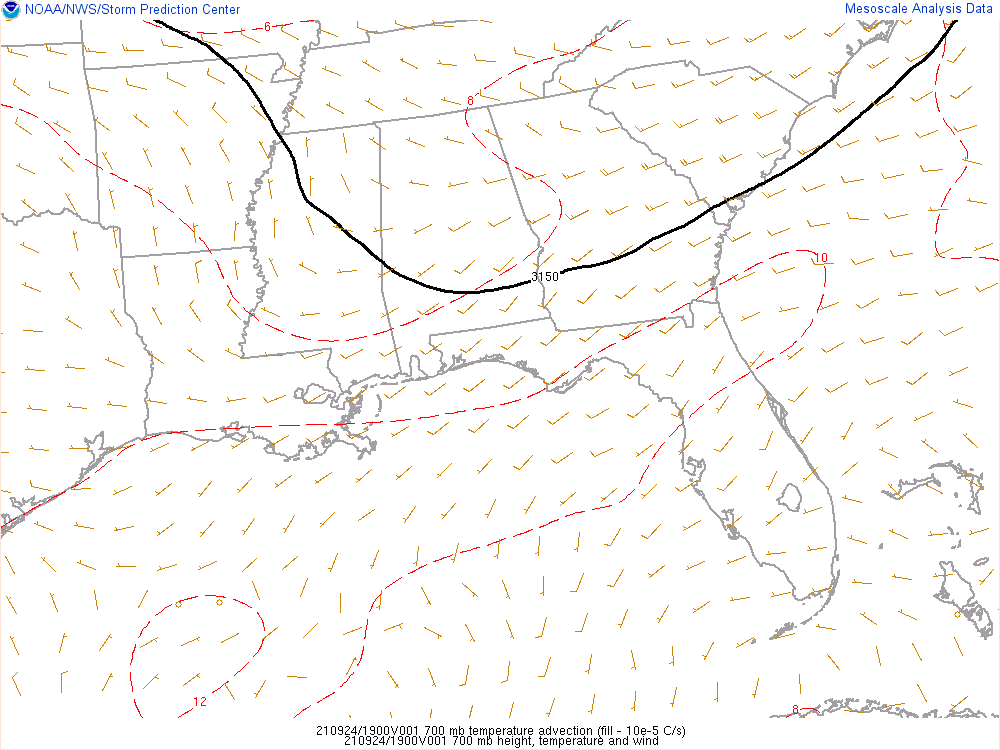 NOAA/NWS/Storm Prediction Center
Mesoscale Analysis Data
6
8
3150
10
12
8
210924/1900V001 700 mb temperature advection (fill - 10e-5 C/s)
210924/1900V001 700 mb height, temperature and wind